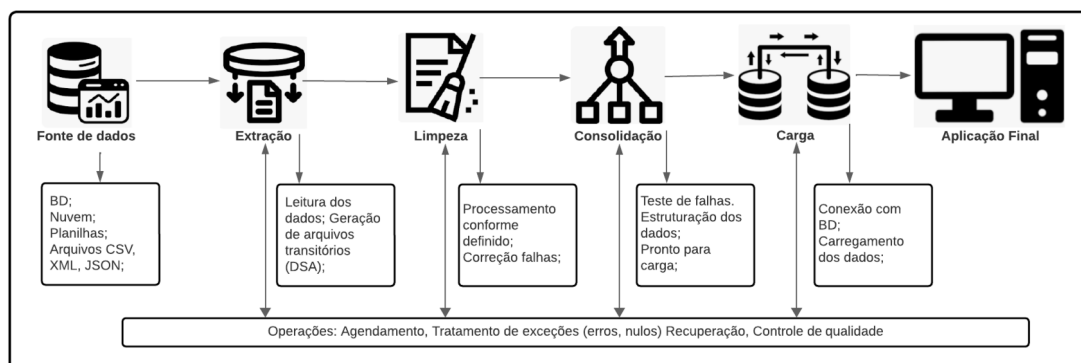 Fonte de dados
Extração
Limpeza
Consolidação
Carga
Aplicação Final
BD;
Nuvem;
Planilhas;
Arquivos CSV,
XML, JSON;
Leitura dos
dados; Geração
de arquivos
transitórios
(DSA);
Processamento
conforme
definido;
Correção falhas;
Teste de falhas.
Estruturação dos
dados;
Pronto para
carga;
Conexão com
BD;
Carregamento
dos dados;
Operações: Agendamento, Tratamento de exceções (erros, nulos) Recuperação, Controle de qualidade